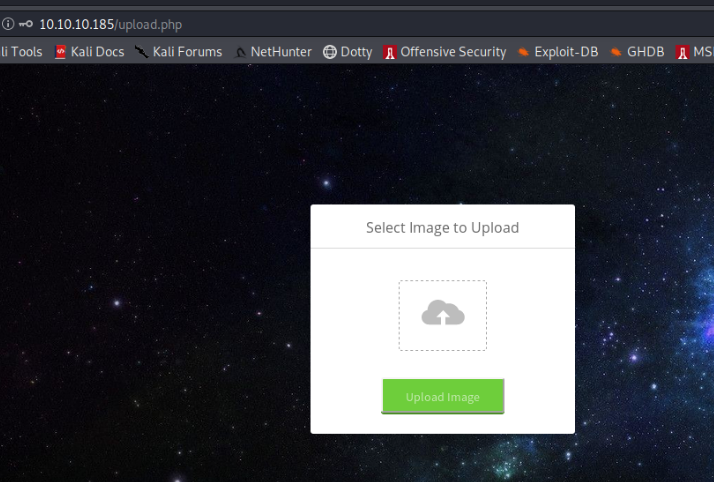 10.10.10.185/upload.php
li Tools Kali Docs Kali Forums NetHunter Dotty Offensive Security Exploit-DB GHDB MS
Select Image to Upload
Upload Image